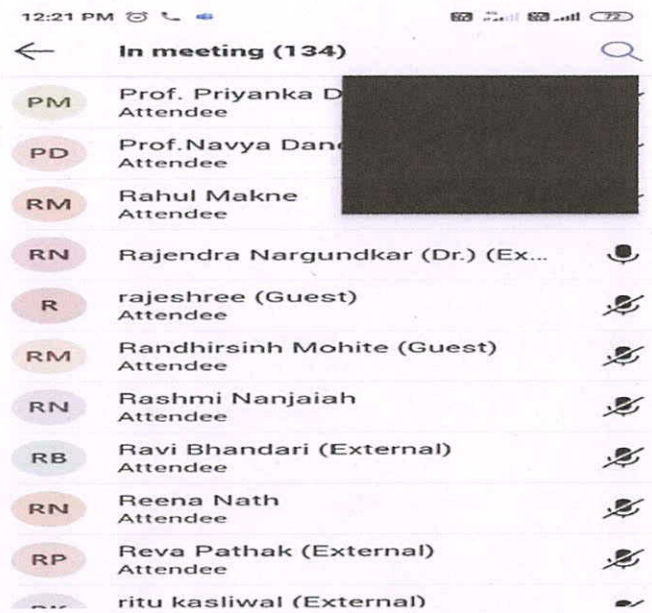 12:21 PM
72
In meeting (134)
PM
Prof. Priyanka D
Attendee
PD
Prof.Navya Dan
Attendee
RM
Rahul Makne
Attendee
RN
Rajendra Nargundkar (Dr.) (Ex...
R
rajeshree (Guest)
Attendee
RM
Randhirsinh Mohite (Guest)
Attendee
RN
Rashmi Nanjaiah
Attendee
RB
Ravi Bhandari (External)
Attendee
RN
Reena Nath
Attendee
RP
Reva Pathak (External)
Attendee
ritu kasliwal (External)